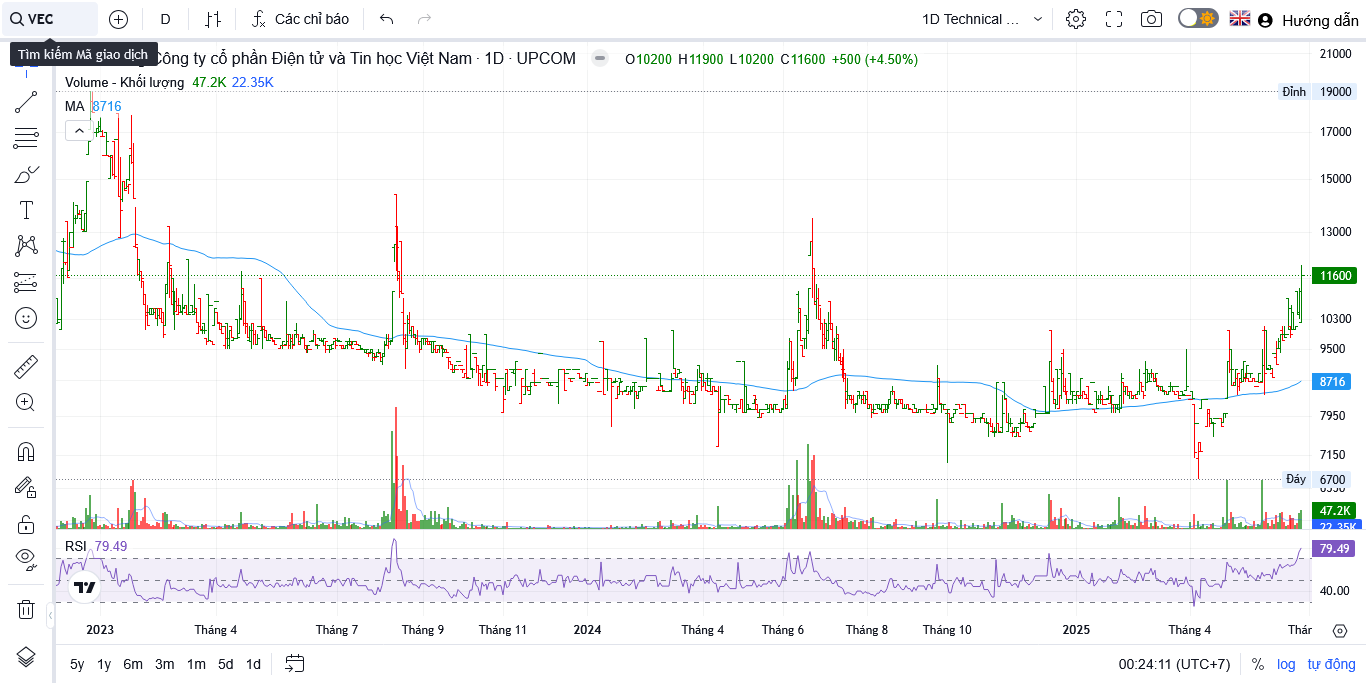 VEC
D
Các chỉ báo
1D Technical ...
Hướng dẫn
Tìm kiếm Mã giao dịch
Công ty cổ phần Điện tử và Tin học Việt Nam · 1D · UPCOM
O10200 H11900 L10200 C11600 +500 (+4.50%)
Volume - Khối lượng 47.2K 22.35K
MA 8716
21000
Đỉnh 19000
17000
15000
13000
11600
10300
9500
8716
7950
7150
Đáy 6700
47.2K
22.35K
RSI 79.49
79.49
40.00
2023 Tháng 4 Tháng 7 Tháng 9 Tháng 11 2024 Tháng 4 Tháng 6 Tháng 8 Tháng 10 2025 Tháng 4 Thár
5y 1y 6m 3m 1m 5d 1d
00:24:11 (UTC+7) % log tự động